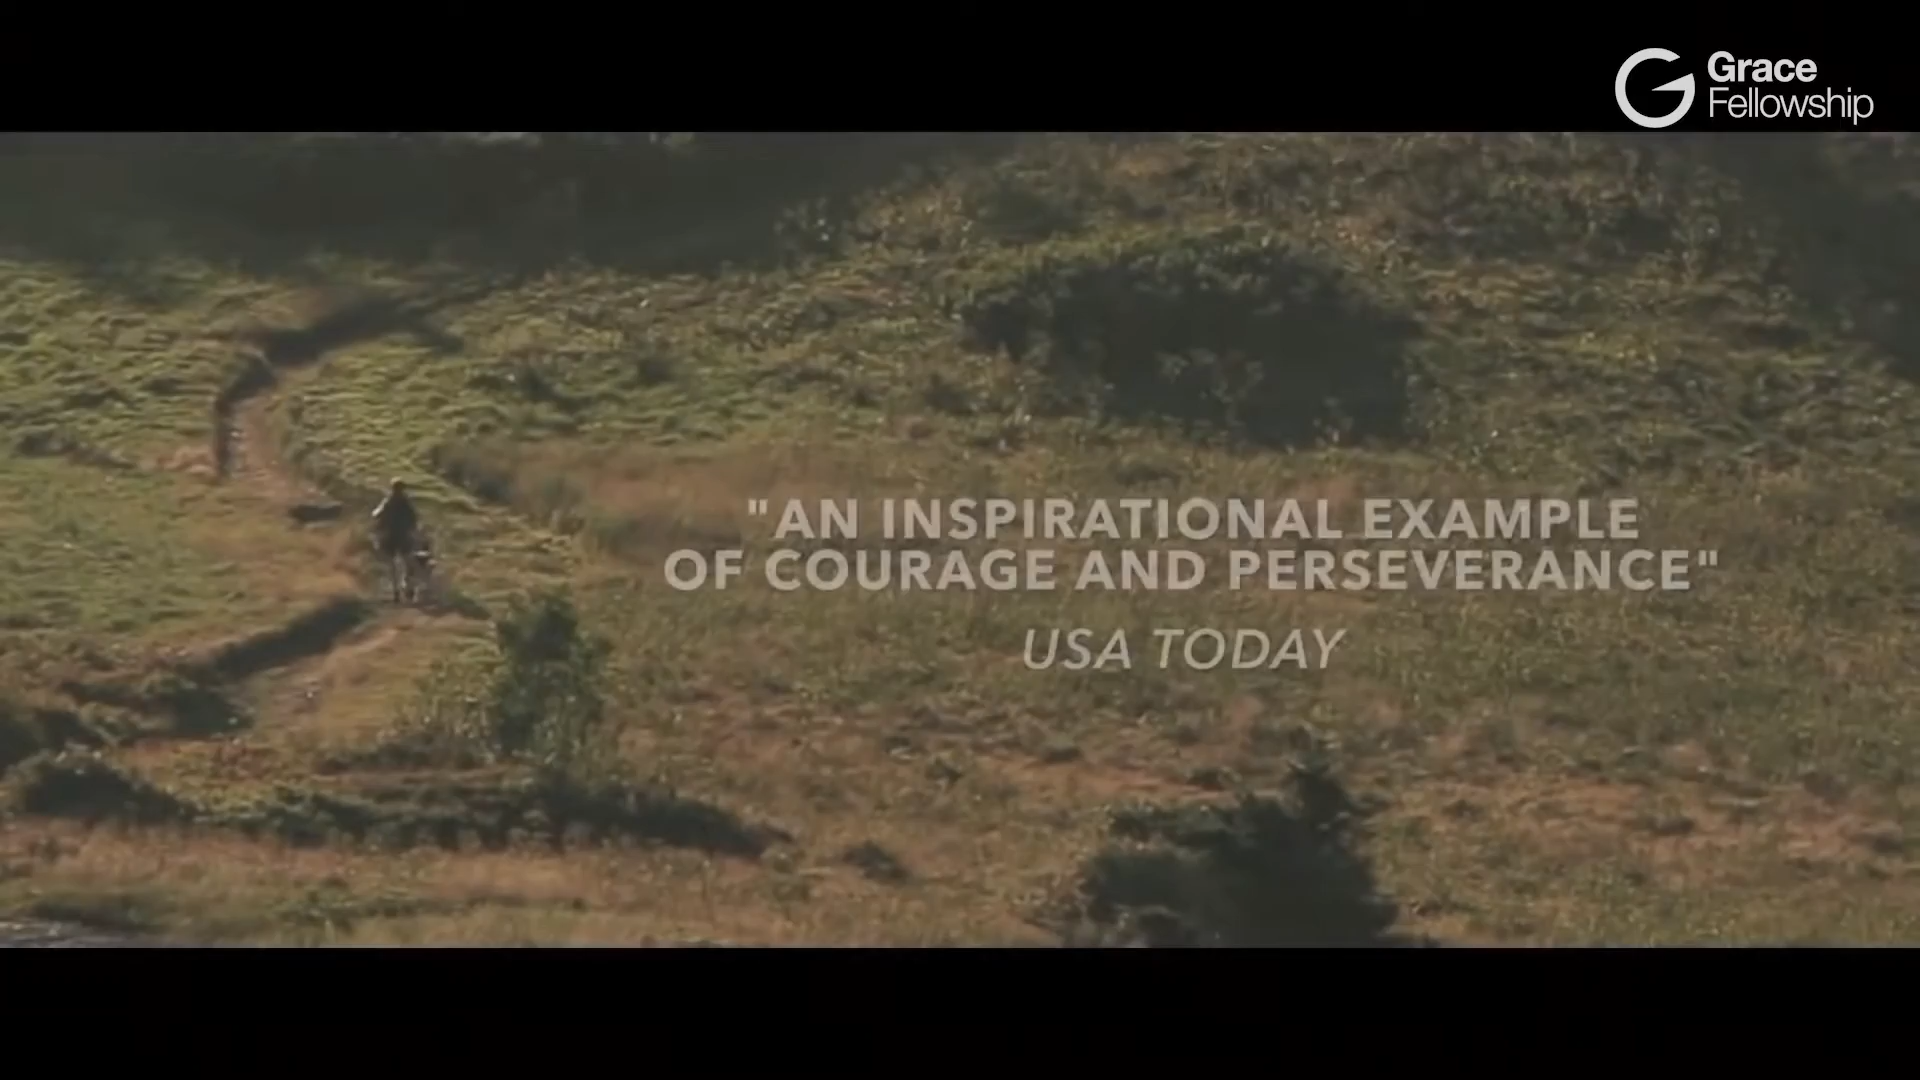 Grace
Fellowship
"AN INSPIRATIONAL EXAMPLE
OF COURAGE AND PERSEVERANCE"
USA TODAY